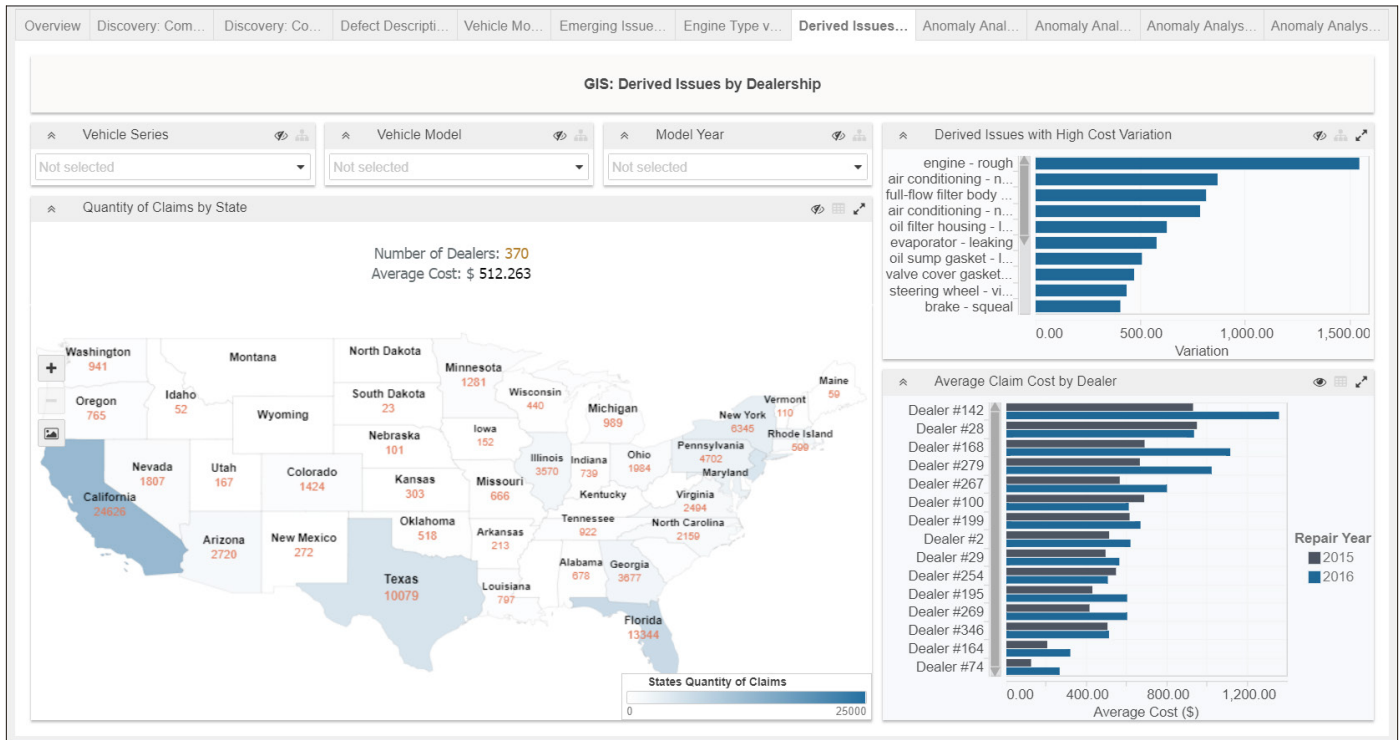 Overview Discovery: Com... Discovery: Co... Defect Descripti... Vehicle Mo... Emerging Issue... Engine Type v... Derived Issues... Anomaly Anal... Anomaly Anal... Anomaly Analys... Anomaly Analys...
GIS: Derived Issues by Dealership
Vehicle Series
Not selected
Vehicle Model
Not selected
Model Year
Not selected
Quantity of Claims by State
Number of Dealers: 370
Average Cost: $ 512.263
Washington
941
Montana
North Dakota
Minnesota
1281
Oregon
765
Idaho
52
Wyoming
South Dakota
23
Wisconsin
440
Michigan
989
Maine
59
Vermont
110
New York
6345
Rhode Island
599
Nebraska
101
Iowa
152
Illinois
3570
Indiana
739
Ohio
1984
Pennsylvania
4702
Maryland
Nevada
1807
Utah
167
Colorado
1424
Kansas
303
Missouri
666
Kentucky
Virginia
2494
California
24626
Arizona
2720
New Mexico
272
Oklahoma
518
Arkansas
213
Tennessee
922
North Carolina
2159
Texas
10079
Louisiana
797
Alabama
678
Georgia
3677
Florida
13344
States Quantity of Claims
0 25000
Derived Issues with High Cost Variation
engine - rough
air conditioning - n...
full-flow filter body ...
air conditioning - n...
oil filter housing - l...
evaporator - leaking
oil sump gasket - l...
valve cover gasket...
steering wheel - vi...
brake - squeal
0.00 500.00 1,000.00 1,500.00
Variation
Average Claim Cost by Dealer
Dealer #142
Dealer #28
Dealer #168
Dealer #279
Dealer #267
Dealer #100
Dealer #199
Dealer #2
Dealer #29
Dealer #254
Dealer #195
Dealer #269
Dealer #346
Dealer #164
Dealer #74
0.00 400.00 800.00 1,200.00
Average Cost ($)
Repair Year
2015
2016